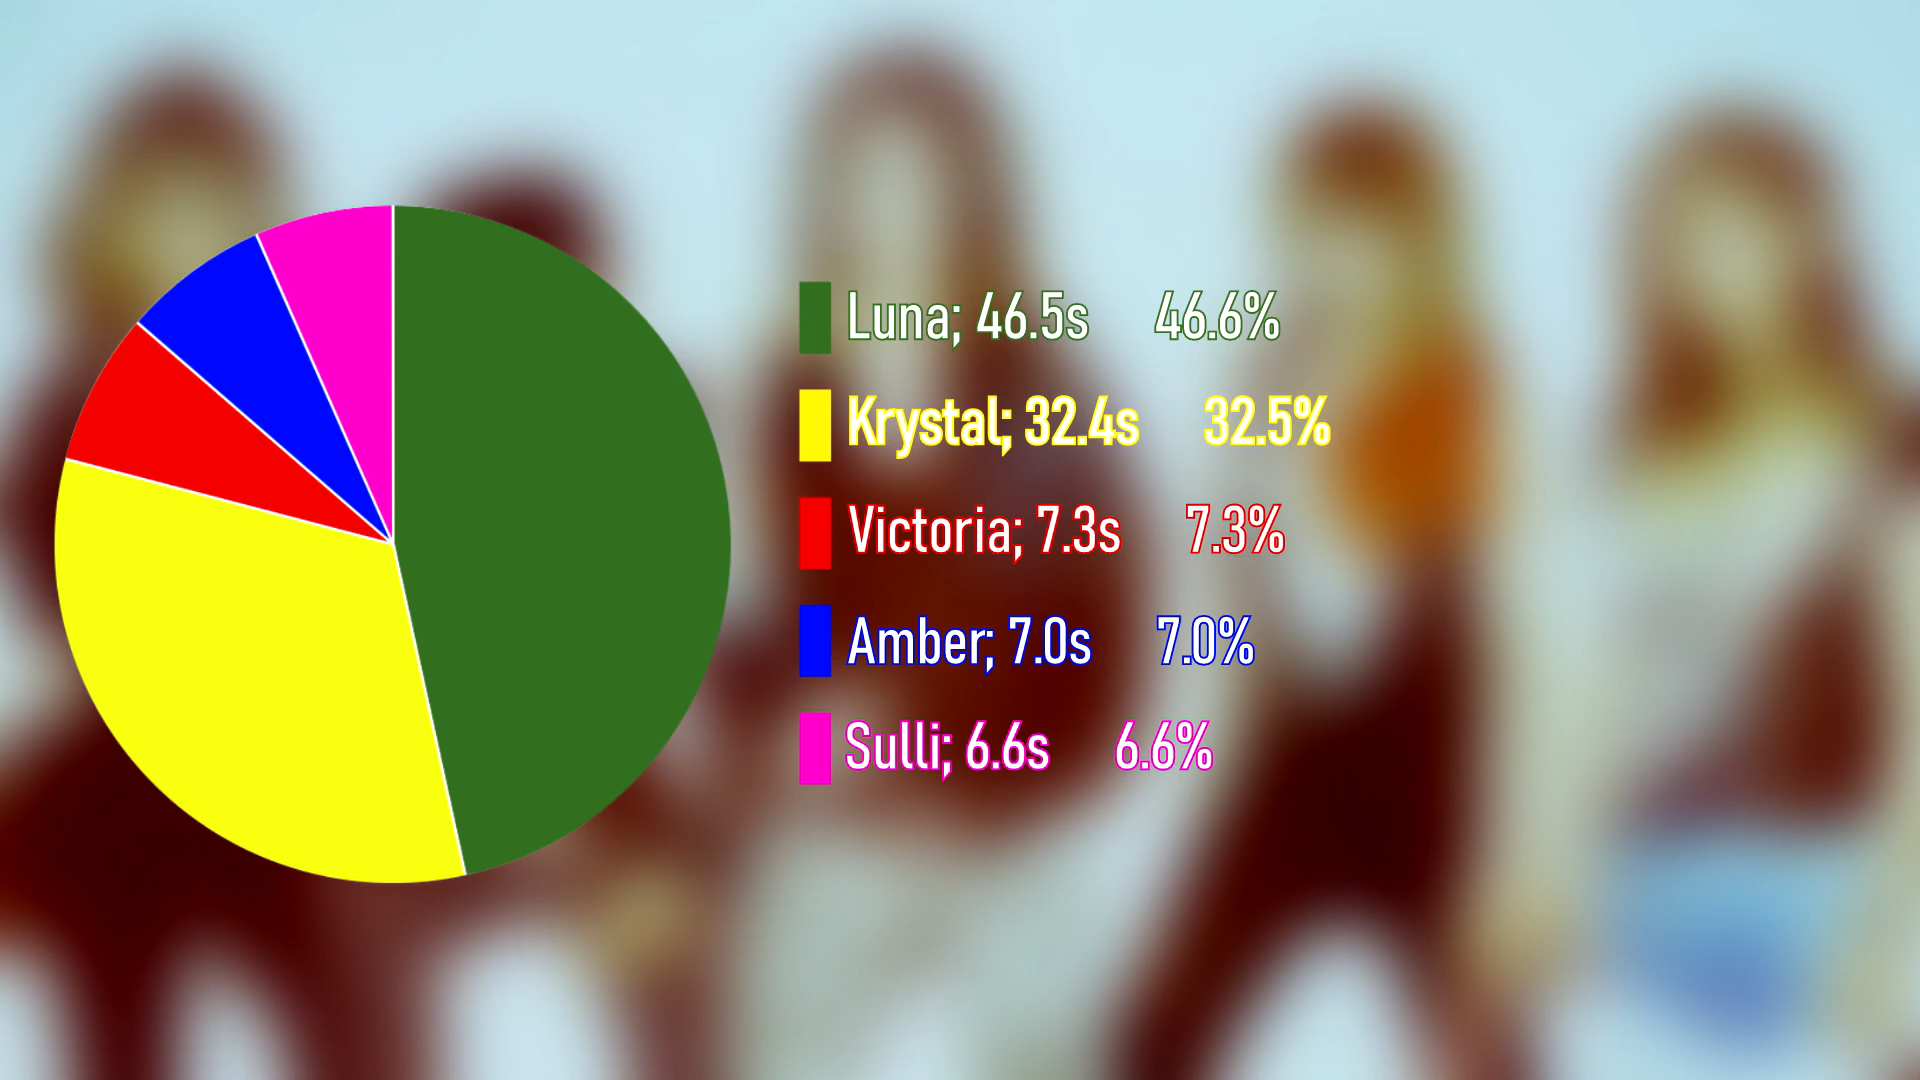 Luna; 46.5s 46.6%
Krystal; 32.4s 32.5%
Victoria; 7.3s 7.3%
Amber; 7.0s 7.0%
Sulli; 6.6s 6.6%